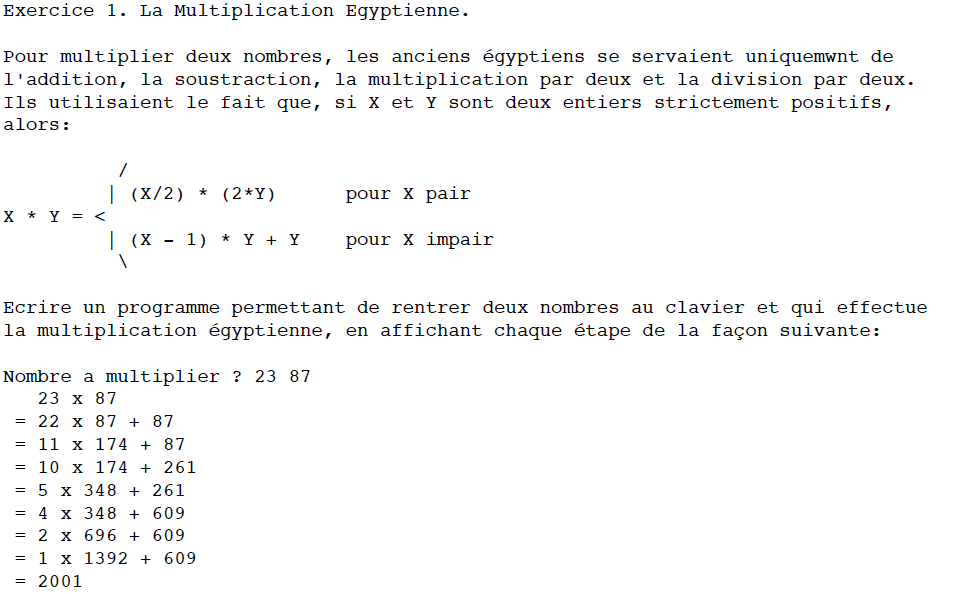 Exercice 1. La Multiplication Egyptienne.
Pour multiplier deux nombres, les anciens égyptiens se servaient uniquemwnt de
l'addition, la soustraction, la multiplication par deux et la division par deux.
Ils utilisaient le fait que, si X et Y sont deux entiers strictement positifs,
alors:
/
| (X/2) * (2*Y) pour X pair
X * Y = <
| (X - 1) * Y + Y pour X impair
\
Ecrire un programme permettant de rentrer deux nombres au clavier et qui effectue
la multiplication égyptienne, en affichant chaque étape de la façon suivante:
Nombre a multiplier ? 23 87
23 x 87
= 22 x 87 + 87
= 11 x 174 + 87
= 10 x 174 + 261
= 5 x 348 + 261
= 4 x 348 + 609
= 2 x 696 + 609
= 1 x 1392 + 609
= 2001